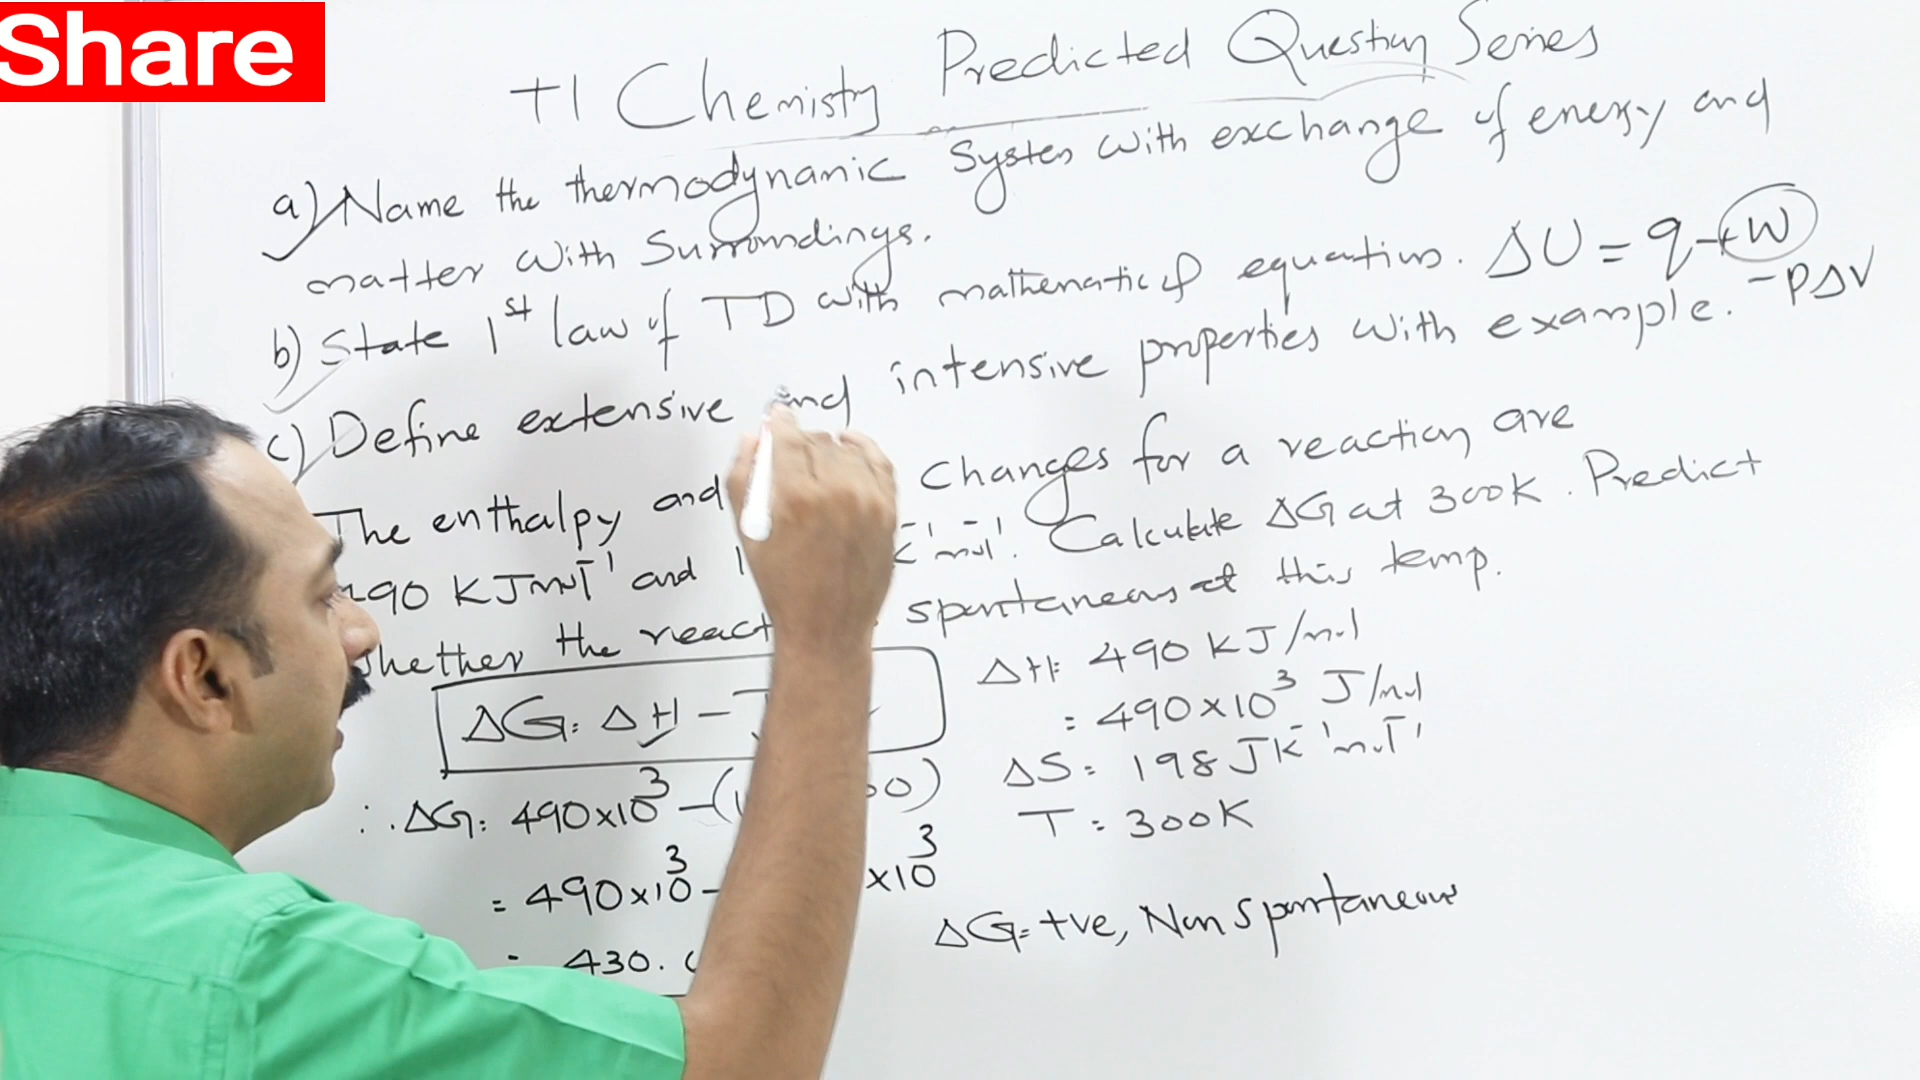 Share
+1 Chemistry Predicted Question Series
a) Name the thermodynamic system with exchange of energy and
matter with surroundings.
b) State 1st law of TD with mathematical equation. ΔU = q + w
-PΔV
c) Define extensive and intensive properties with example.
The enthalpy and changes for a reaction are
490 KJmol⁻¹ and K⁻¹mol⁻¹. Calculate ΔG at 300K. Predict
whether the spontaneous at this temp.
ΔG = ΔH -
ΔH = 490 KJ/mol
= 490×10³ J/mol
ΔS = 198 JK⁻¹mol⁻¹
T = 300K
∴ ΔG = 490×10³ - ( 0)
= 490×10³ - ×10³
= 430.
ΔG = +ve, Non spontaneous